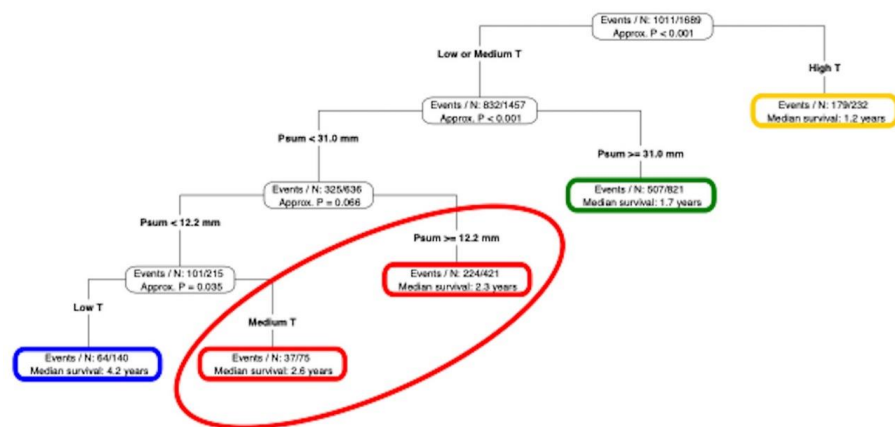 Events / N: 1011/1689
Approx. P < 0.001
Low or Medium T
High T
Events / N: 832/1457
Approx. P < 0.001
Events / N: 179/232
Median survival: 1.2 years
Psum < 31.0 mm
Psum >= 31.0 mm
Events / N: 325/636
Approx. P = 0.066
Events / N: 507/821
Median survival: 1.7 years
Psum < 12.2 mm
Psum >= 12.2 mm
Events / N: 101/215
Approx. P = 0.035
Events / N: 224/421
Median survival: 2.3 years
Low T
Medium T
Events / N: 64/140
Median survival: 4.2 years
Events / N: 37/75
Median survival: 2.6 years